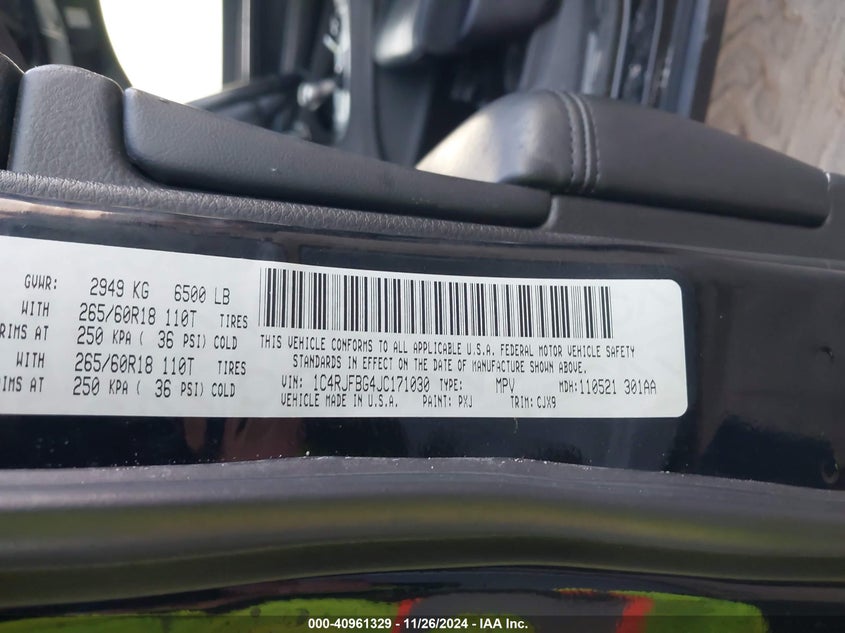 GVWR: 2949 KG 6500 LB
WITH 265/60R18 110T TIRES
RIMS AT 250 KPA ( 36 PSI) COLD
WITH 265/60R18 110T TIRES
RIMS AT 250 KPA ( 36 PSI) COLD
THIS VEHICLE CONFORMS TO ALL APPLICABLE U.S.A. FEDERAL MOTOR VEHICLE SAFETY
STANDARDS IN EFFECT ON THE DATE OF MANUFACTURE SHOWN ABOVE.
VIN: 1C4RJFBG4JC171030 TYPE: MPV MDH:110521 301AA
VEHICLE MADE IN U.S.A. PAINT: PXJ TRIM: CJX9
000-40961329 - 11/26/2024 - IAA